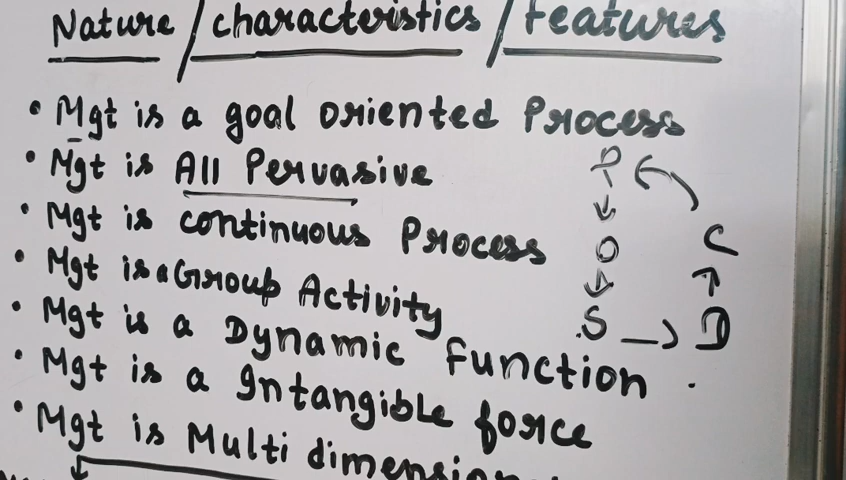 Nature / characteristics / Features
• Mgt is a goal oriented Process
• Mgt is All Pervasive
• Mgt is continuous Process
• Mgt is a Group Activity
• Mgt is a Dynamic function
• Mgt is a Intangible force
• Mgt is Multi dimension
P
O
S
D
C